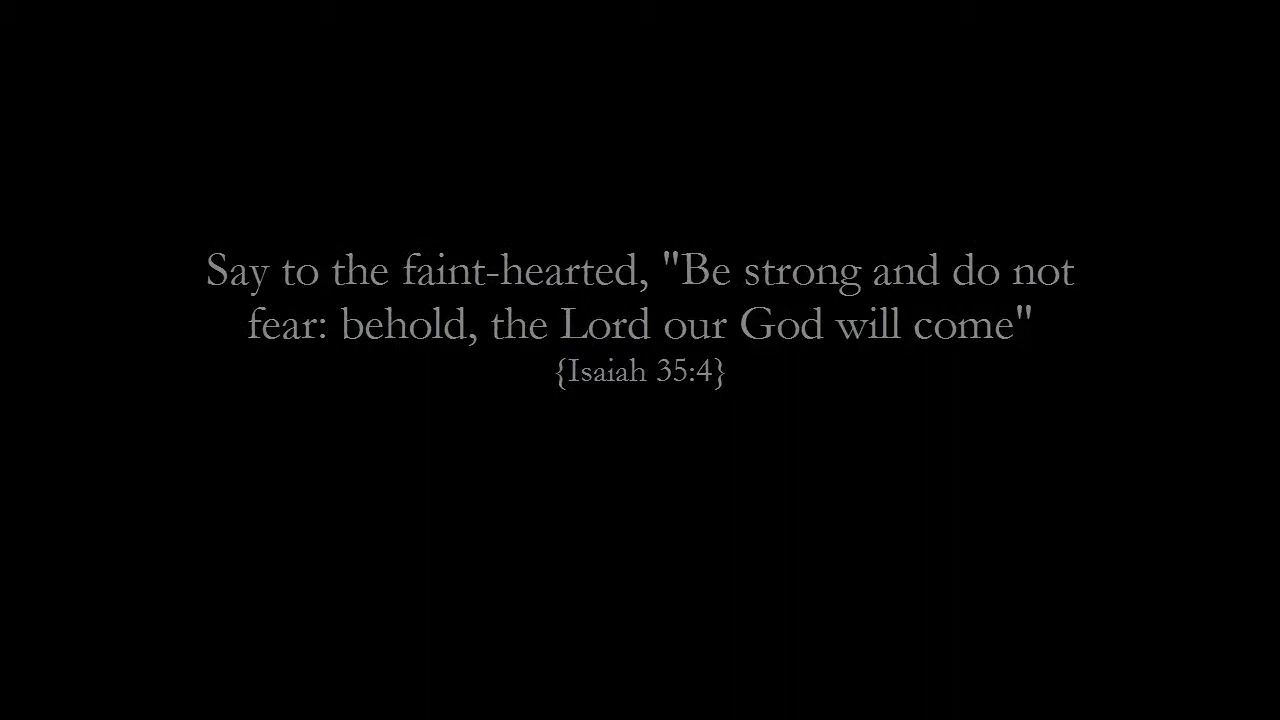 Say to the faint-hearted, "Be strong and do not
fear: behold, the Lord our God will come"
{Isaiah 35:4}